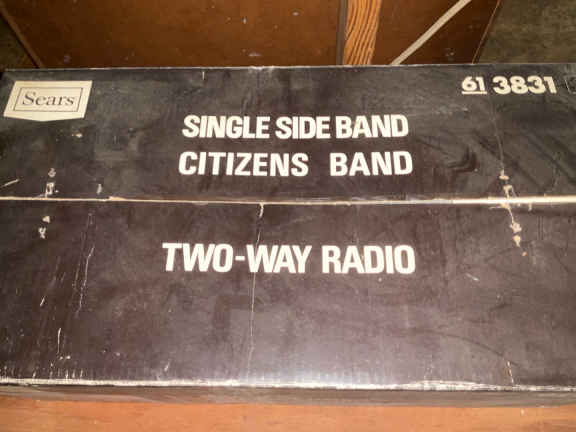 Sears
61 3831
SINGLE SIDE BAND
CITIZENS BAND
TWO-WAY RADIO